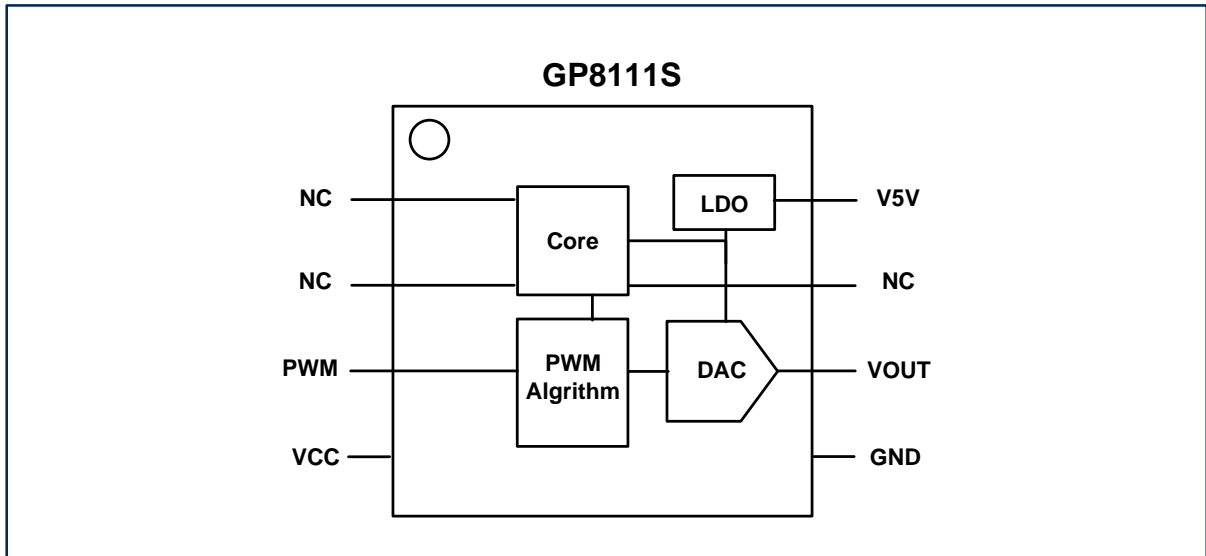 GP8111S
NC
LDO
V5V
Core
NC
NC
PWM
PWM
Algrithm
DAC
VOUT
VCC
GND